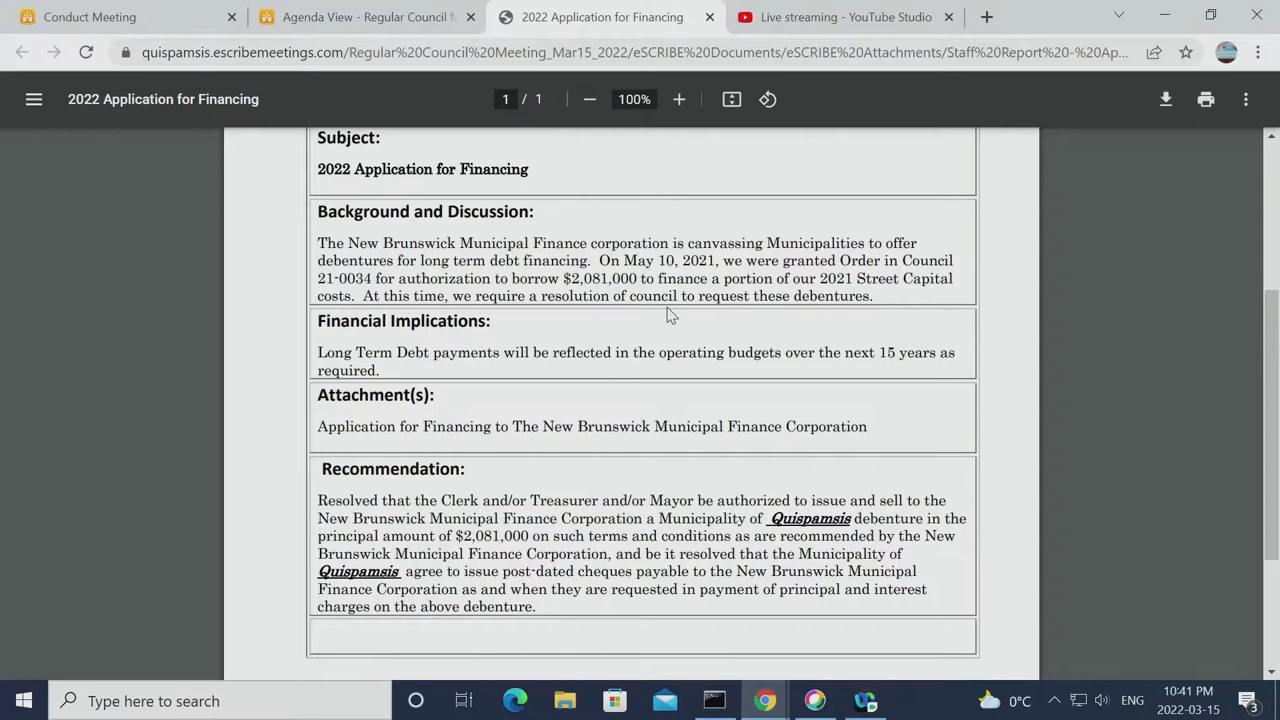 Conduct Meeting
Agenda View - Regular Council M
2022 Application for Financing
Live streaming - YouTube Studio
quispamsis.escribemeetings.com/Regular%20Council%20Meeting_Mar15_2022/eSCRIBE%20Documents/eSCRIBE%20Attachments/Staff%20Report%20-%20Ap...
2022 Application for Financing
1 / 1
100%
Subject:
2022 Application for Financing
Background and Discussion:
The New Brunswick Municipal Finance corporation is canvassing Municipalities to offer
debentures for long term debt financing. On May 10, 2021, we were granted Order in Council
21-0034 for authorization to borrow $2,081,000 to finance a portion of our 2021 Street Capital
costs. At this time, we require a resolution of council to request these debentures.
Financial Implications:
Long Term Debt payments will be reflected in the operating budgets over the next 15 years as
required.
Attachment(s):
Application for Financing to The New Brunswick Municipal Finance Corporation
Recommendation:
Resolved that the Clerk and/or Treasurer and/or Mayor be authorized to issue and sell to the
New Brunswick Municipal Finance Corporation a Municipality of Quispamsis debenture in the
principal amount of $2,081,000 on such terms and conditions as are recommended by the New
Brunswick Municipal Finance Corporation, and be it resolved that the Municipality of
Quispamsis agree to issue post-dated cheques payable to the New Brunswick Municipal
Finance Corporation as and when they are requested in payment of principal and interest
charges on the above debenture.
Type here to search
0°C
ENG
10:41 PM
2022-03-15
3